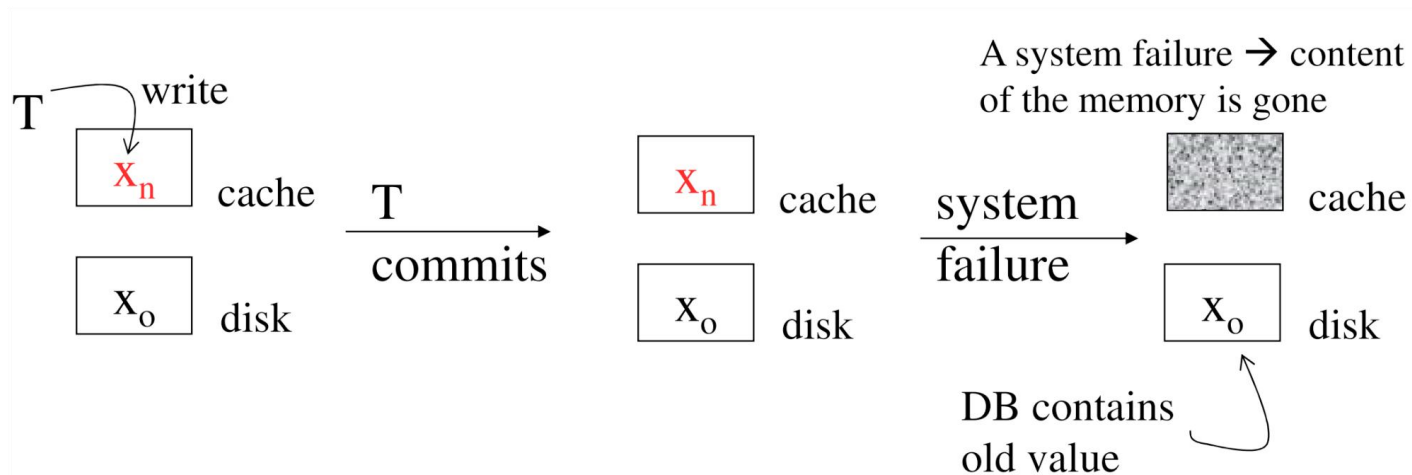 T
write
xₙ
cache
xₒ
disk
T
commits
xₙ
cache
xₒ
disk
system
failure
A system failure → content
of the memory is gone
cache
xₒ
disk
DB contains
old value